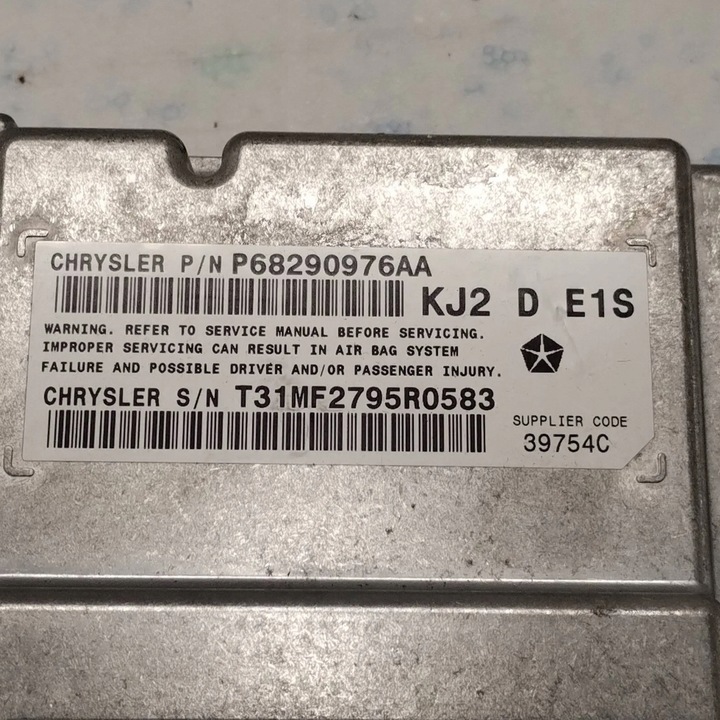 CHRYSLER P/N P68290976AA
KJ2 D E1S
WARNING. REFER TO SERVICE MANUAL BEFORE SERVICING.
IMPROPER SERVICING CAN RESULT IN AIR BAG SYSTEM
FAILURE AND POSSIBLE DRIVER AND/OR PASSENGER INJURY.
CHRYSLER S/N T31MF2795R0583
SUPPLIER CODE
39754C